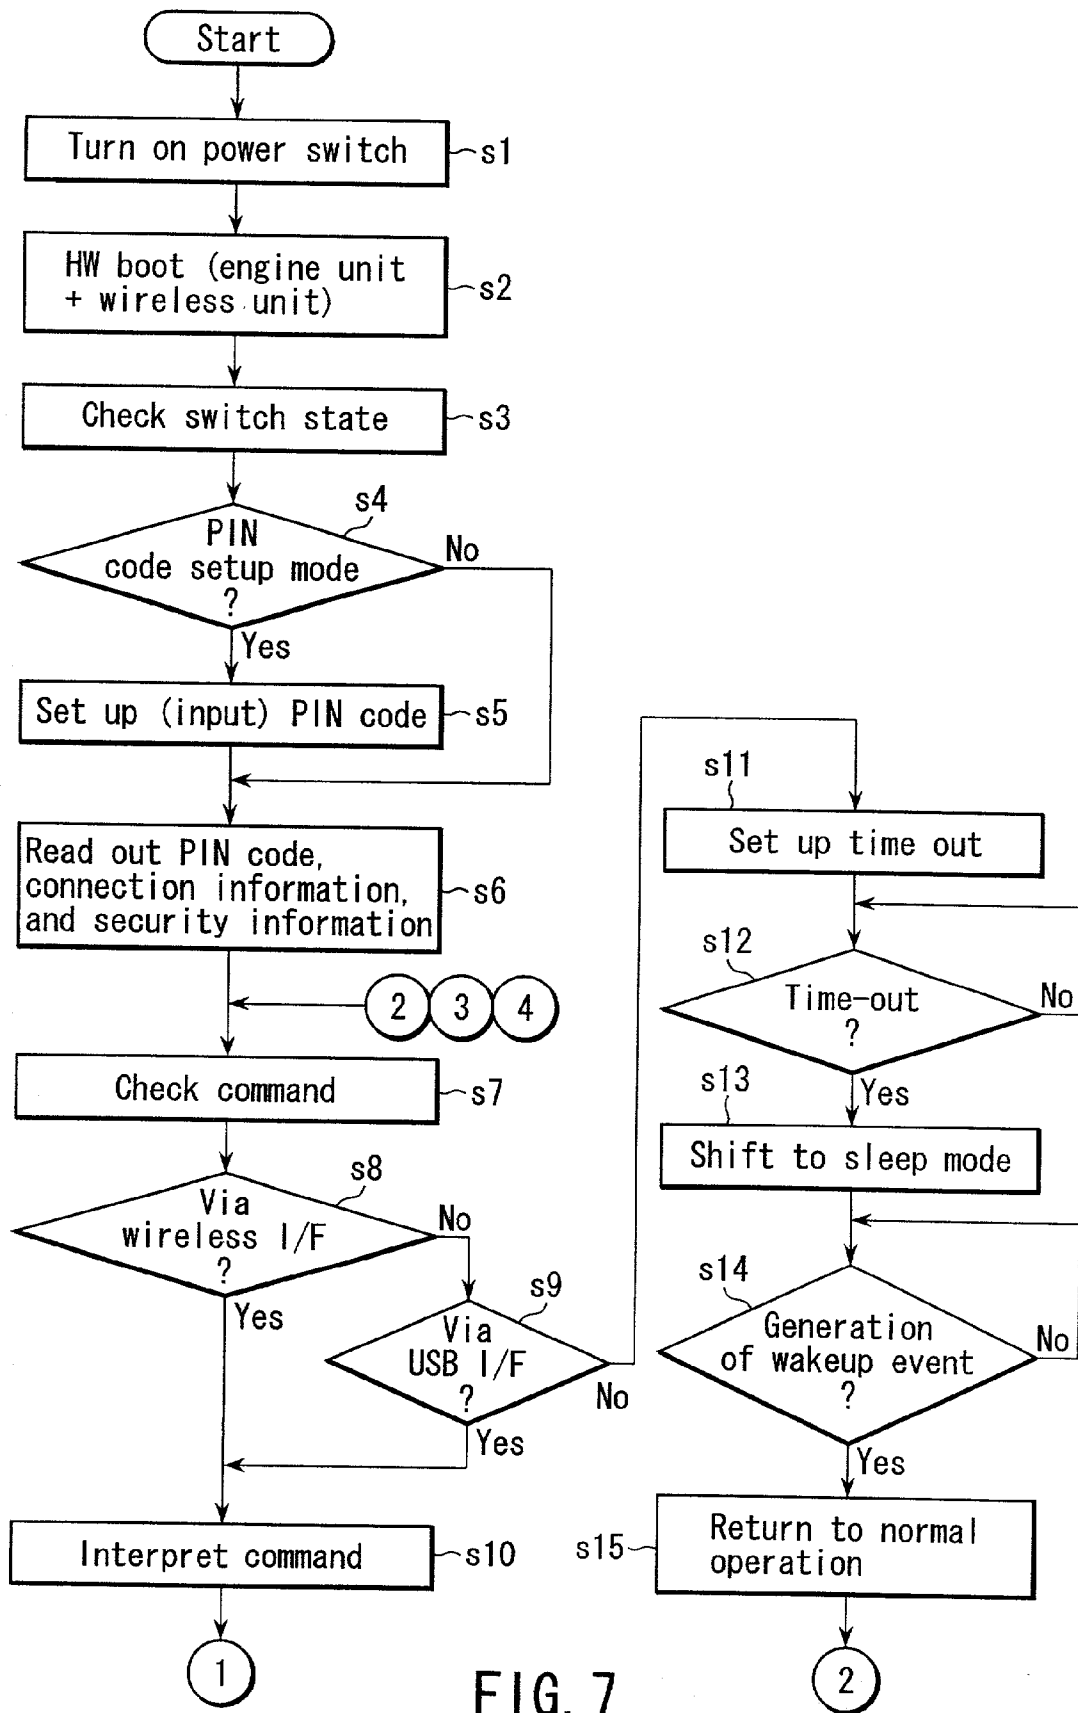 Start
Turn on power switch
s1
HW boot (engine unit
+ wireless unit)
s2
Check switch state
s3
s4
PIN
code setup mode
?
No
Yes
Set up (input) PIN code
s5
Read out PIN code,
connection information,
and security information
s6
2 3 4
Check command
s7
s8
Via
wireless I/F
?
No
Yes
s9
Via
USB I/F
?
No
Yes
Interpret command
s10
1
s11
Set up time out
s12
Time-out
?
No
Yes
s13
Shift to sleep mode
s14
Generation
of wakeup event
?
No
Yes
s15
Return to normal
operation
2
FIG. 7